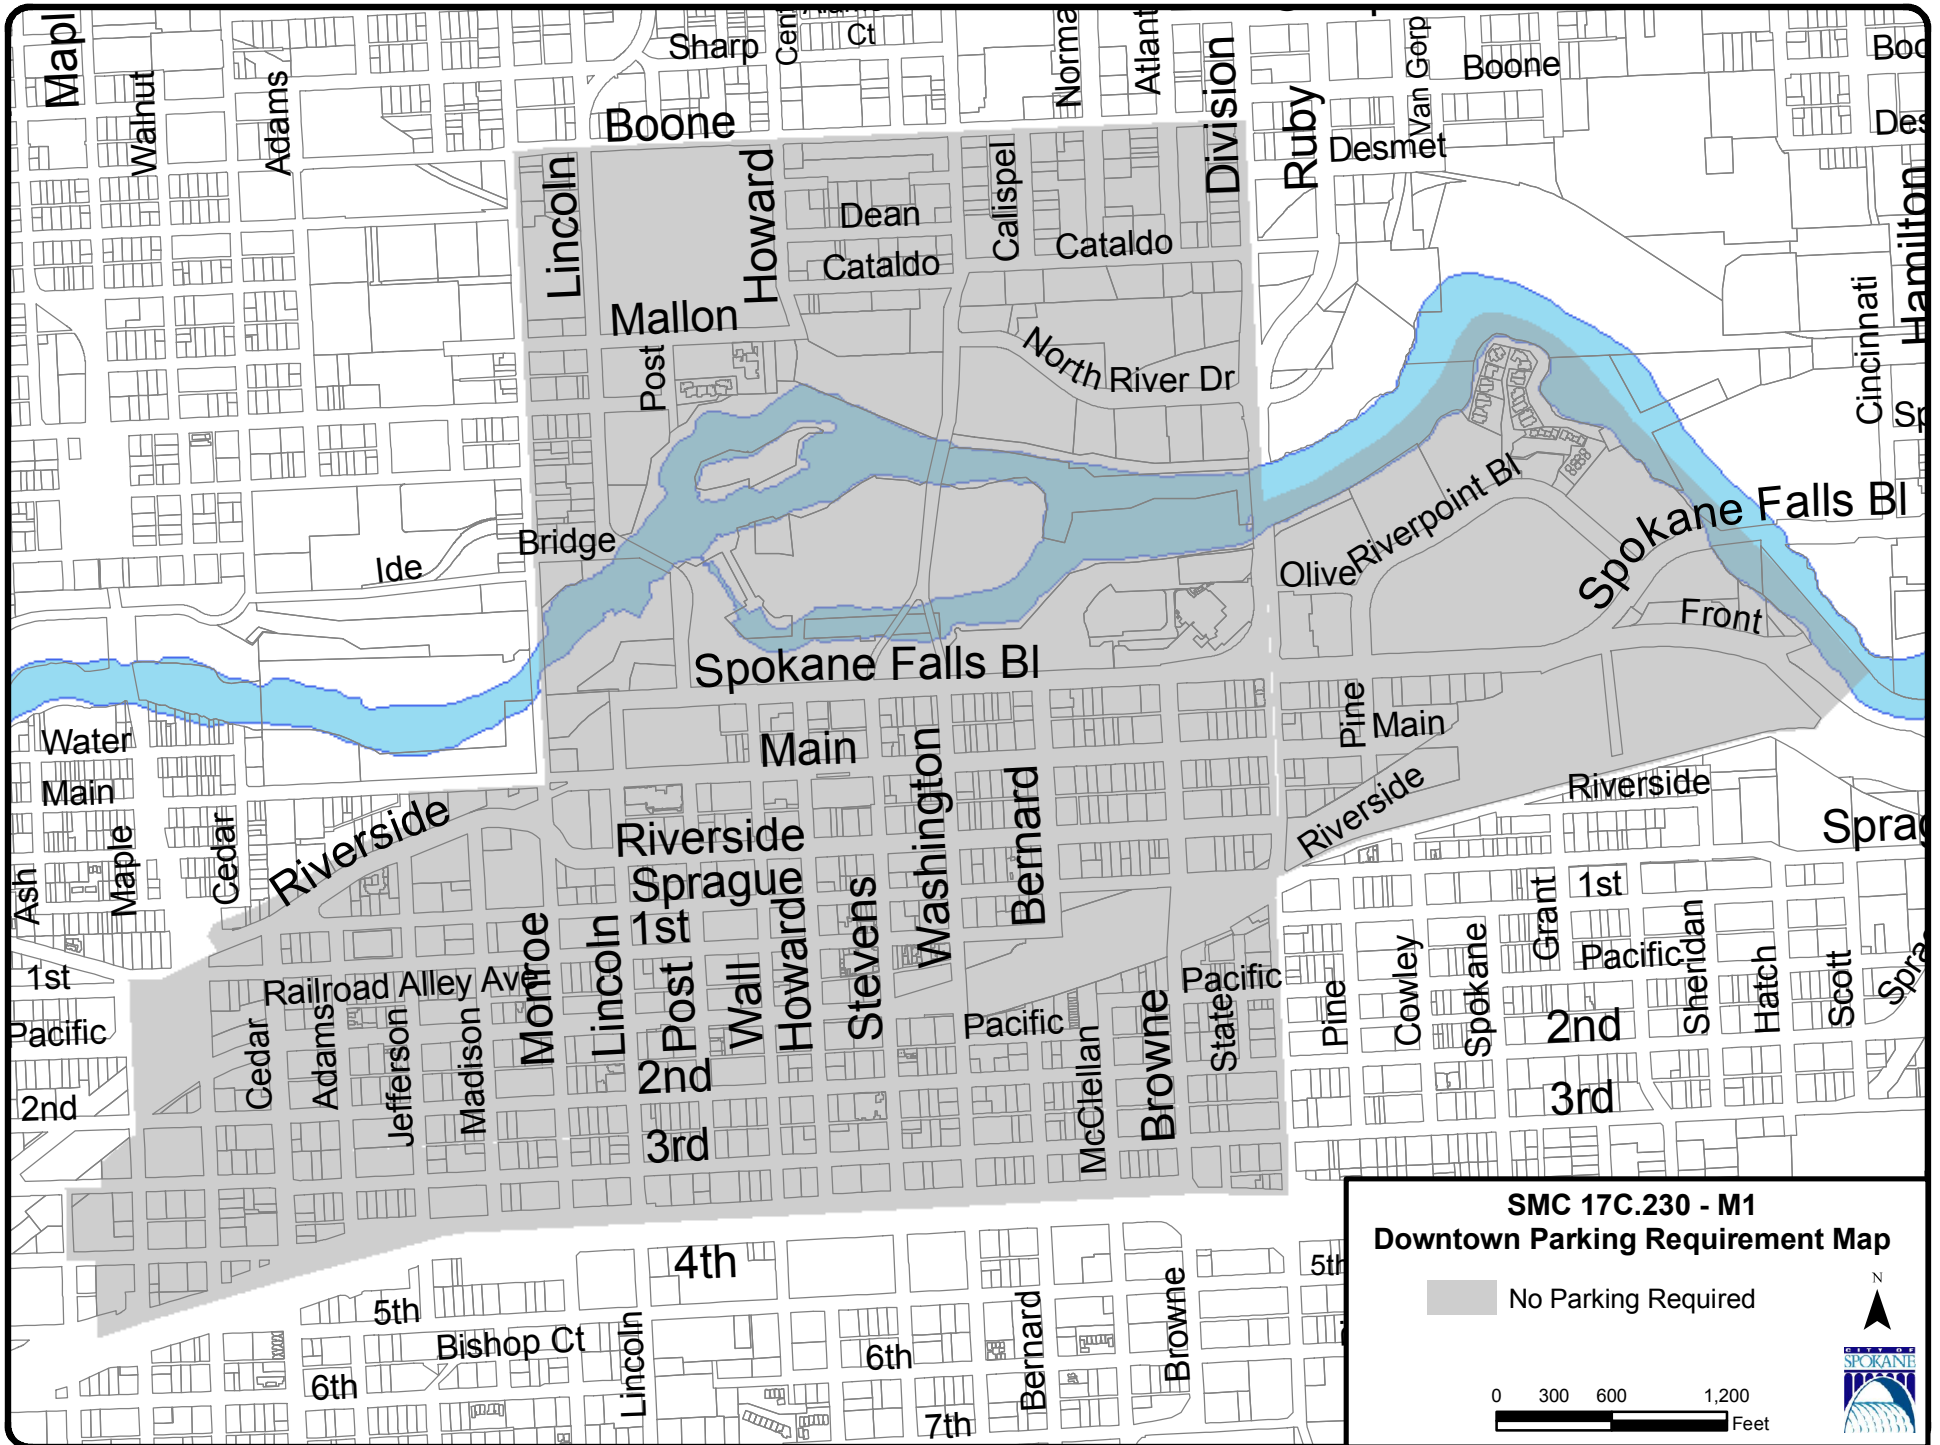 Sharp
Ct
Boone
Boone
Desmet
Van Gorp
Walnut
Adams
Division
Ruby
Lincoln
Howard
Calispel
Dean
Cataldo
Cataldo
Hamilton
Cincinnati
Mallon
Post
North River Dr
Riverpoint Bl
Spokane Falls Bl
Bridge
Ide
Olive
Front
Spokane Falls Bl
Pine
Main
Water
Main
Main
Washington
Bernard
Riverside
Riverside
Riverside
Riverside
Maple
Cedar
Ash
Sprague
1st
1st
1st
Grant
Sheridan
Pacific
Pacific
Pacific
Pacific
Railroad Alley Ave
Monroe
Lincoln
Post
Wall
Howard
Stevens
State
Pine
Cowley
Spokane
Hatch
Scott
Cedar
Adams
Jefferson
Madison
McClellan
Browne
2nd
2nd
2nd
3rd
3rd
4th
5th
5th
Bishop Ct
Lincoln
6th
6th
7th
Bernard
Browne
SMC 17C.230 - M1
Downtown Parking Requirement Map
No Parking Required
N
CITY OF
SPOKANE
0 300 600 1,200
Feet